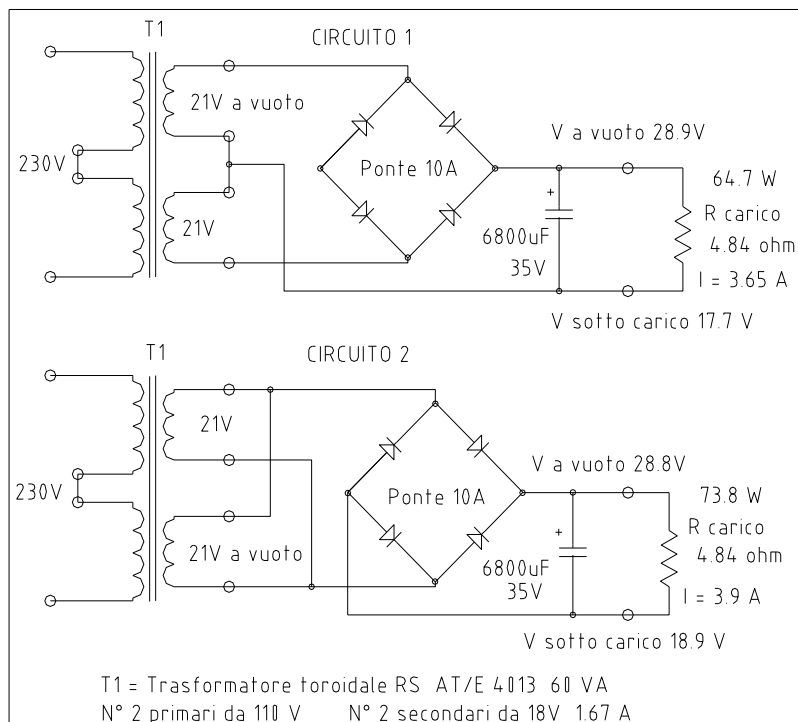 T1
CIRCUITO 1
21V a vuoto
V a vuoto 28.9V
230V
Ponte 10A
64.7 W
+
R carico
21V
6800uF
4.84 ohm
35V
I = 3.65 A
V sotto carico 17.7 V
T1
CIRCUITO 2
21V
V a vuoto 28.8V
230V
Ponte 10A
73.8 W
+
R carico
21V a vuoto
6800uF
4.84 ohm
35V
I = 3.9 A
V sotto carico 18.9 V
T1 = Trasformatore toroidale RS AT/E 4013 60 VA
N° 2 primari da 110 V N° 2 secondari da 18V 1.67 A